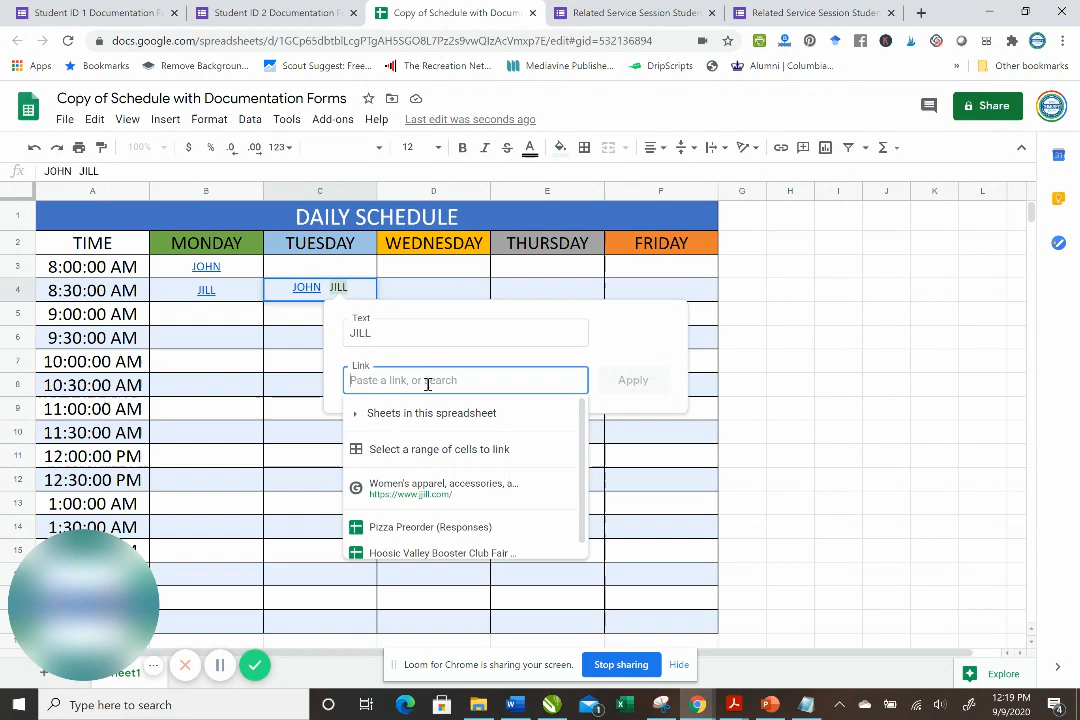 Student ID 1 Documentation F
Student ID 2 Documentation Fo
Copy of Schedule with Docume
Related Service Session Studen
Related Service Session Studen
docs.google.com/spreadsheets/d/1GCp65dbtblLcgPTgAH5SGO8L7Pz2s9vwQIzAcVmxp7E/edit#gid=532136894
Apps
Bookmarks
Remove Backgroun...
Scout Suggest: Free...
The Recreation Net...
Mediavine Publishe...
DripScripts
Alumni | Columbia...
»
Other bookmarks
Copy of Schedule with Documentation Forms
Share
File Edit View Insert Format Data Tools Add-ons Help Last edit was seconds ago
100% $ % .0 .00 123 12 B I S A
fx JOHN JILL
A B C D E F G H I J K L
1 DAILY SCHEDULE
2 TIME MONDAY TUESDAY WEDNESDAY THURSDAY FRIDAY
3 8:00:00 AM JOHN
4 8:30:00 AM JILL JOHN JILL
5 9:00:00 AM
6 9:30:00 AM
7 10:00:00 AM
8 10:30:00 AM
9 11:00:00 AM
10 11:30:00 AM
11 12:00:00 PM
12 12:30:00 PM
13 1:00:00 AM
14 1:30:00 AM
15
Text
JILL
Link
Paste a link, or search
Apply
Sheets in this spreadsheet
Select a range of cells to link
Women's apparel, accessories, a...
https://www.jjill.com/
Pizza Preorder (Responses)
Hoosic Valley Booster Club Fair ...
Loom for Chrome is sharing your screen.
Stop sharing
Hide
Explore
Type here to search
12:19 PM
9/9/2020